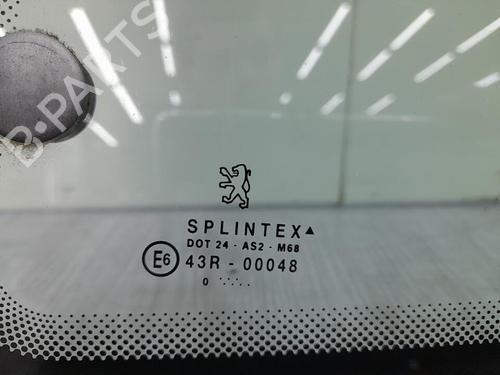 B-PARTS
SPLINTEX▲
DOT 24 - AS2 - M68
E6 43R - 00048
0 .....